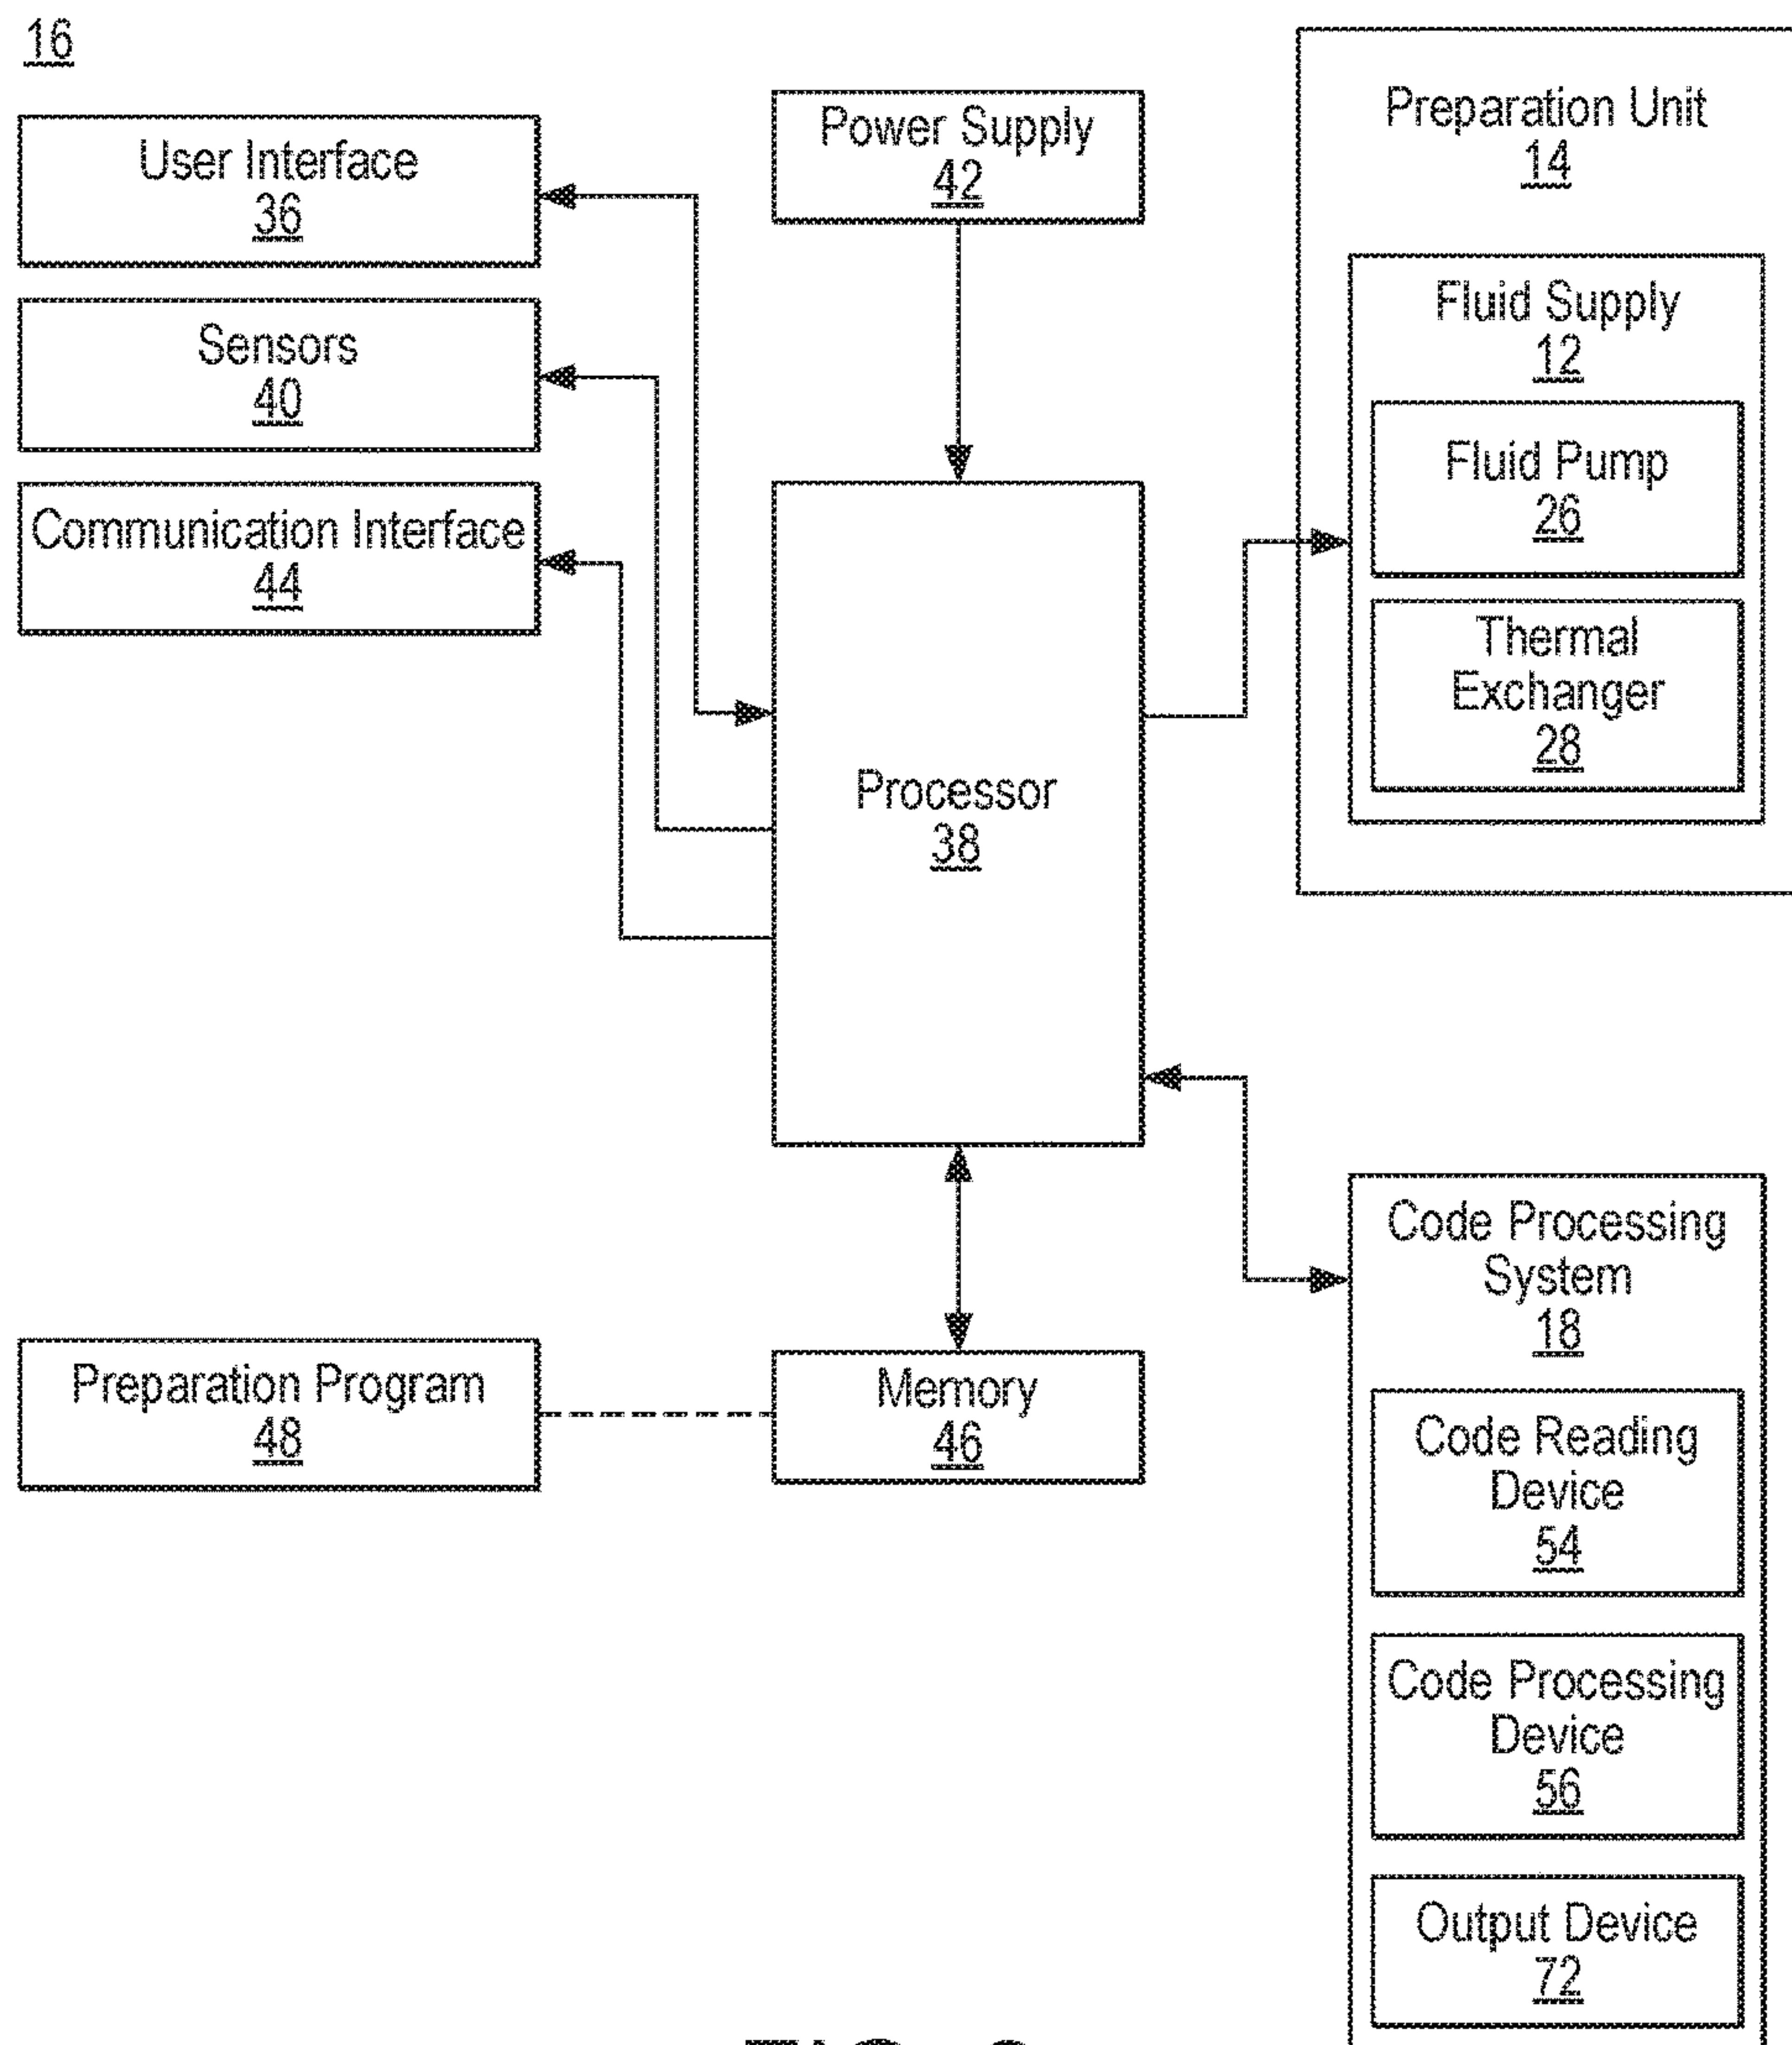 16
User Interface
36
Sensors
40
Communication Interface
44
Power Supply
42
Processor
38
Preparation Unit
14
Fluid Supply
12
Fluid Pump
26
Thermal
Exchanger
28
Preparation Program
48
Memory
46
Code Processing
System
18
Code Reading
Device
54
Code Processing
Device
56
Output Device
72